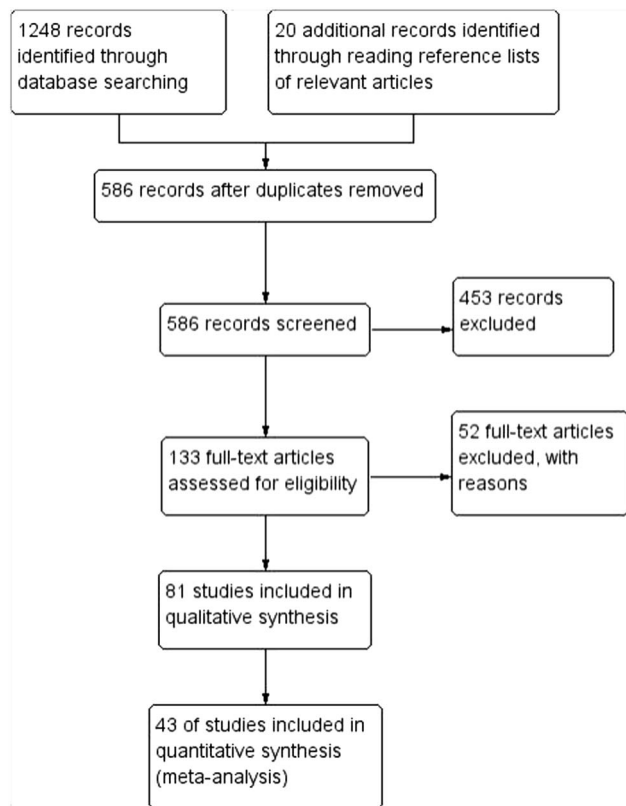 1248 records
identified through
database searching
20 additional records identified
through reading reference lists
of relevant articles
586 records after duplicates removed
586 records screened
453 records
excluded
133 full-text articles
assessed for eligibility
52 full-text articles
excluded, with
reasons
81 studies included in
qualitative synthesis
43 of studies included in
quantitative synthesis
(meta-analysis)